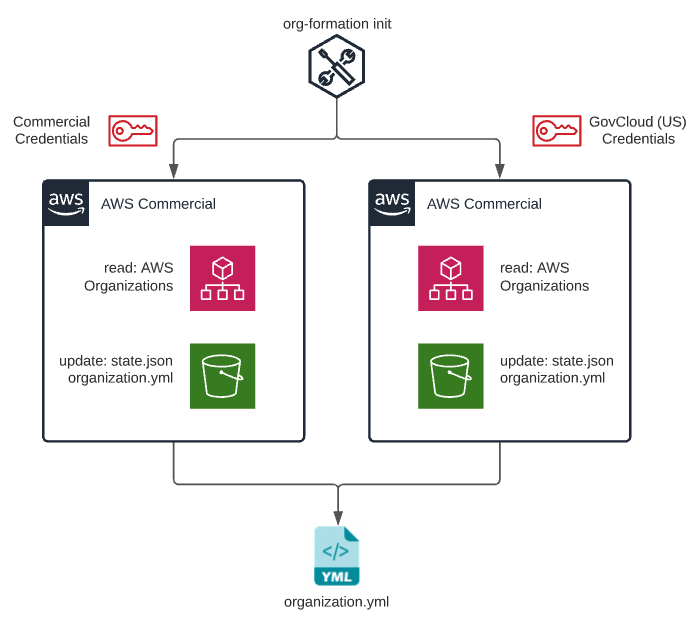 org-formation init
Commercial
Credentials
GovCloud (US)
Credentials
aws
AWS Commercial
read: AWS
Organizations
update: state.json
organization.yml
aws
AWS Commercial
read: AWS
Organizations
update: state.json
organization.yml
</>
YML
organization.yml